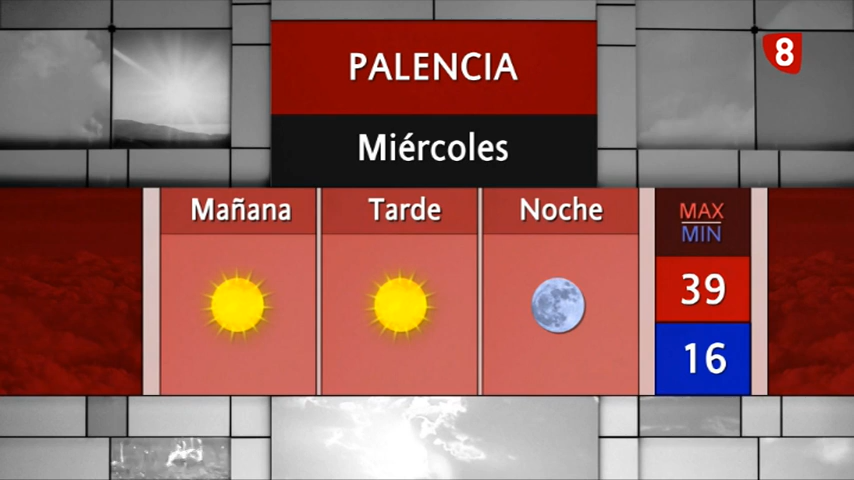 PALENCIA
8
Miércoles
Mañana
Tarde
Noche
MAX
MIN
39
16